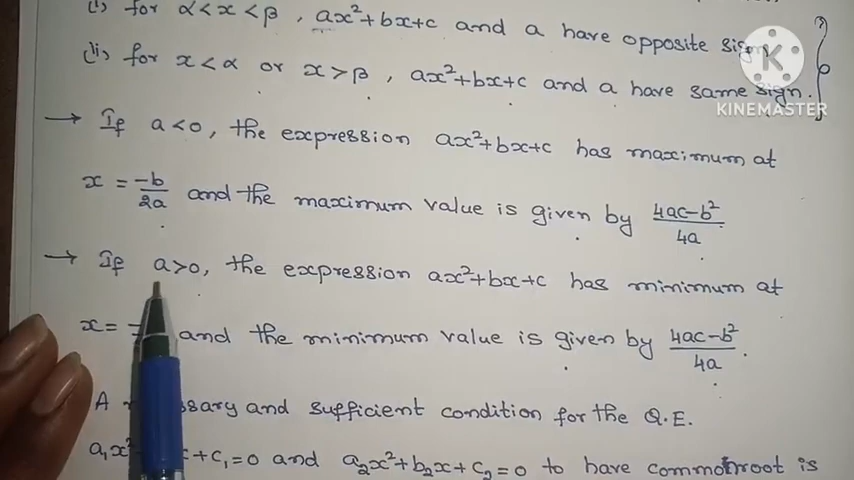 (i) for α<x<β, ax²+bx+c and a have opposite sign
(ii) for x<α or x>β, ax²+bx+c and a have same sign.
KINEMASTER
→ If a<0, the expression ax²+bx+c has maximum at
x = -b/2a and the maximum value is given by 4ac-b²/4a.
→ If a>0, the expression ax²+bx+c has minimum at
x = and the minimum value is given by 4ac-b²/4a.
A and sufficient condition for the Q.E.
a₁x² +c₁=0 and a₂x²+b₂x+c₂=0 to have common root is